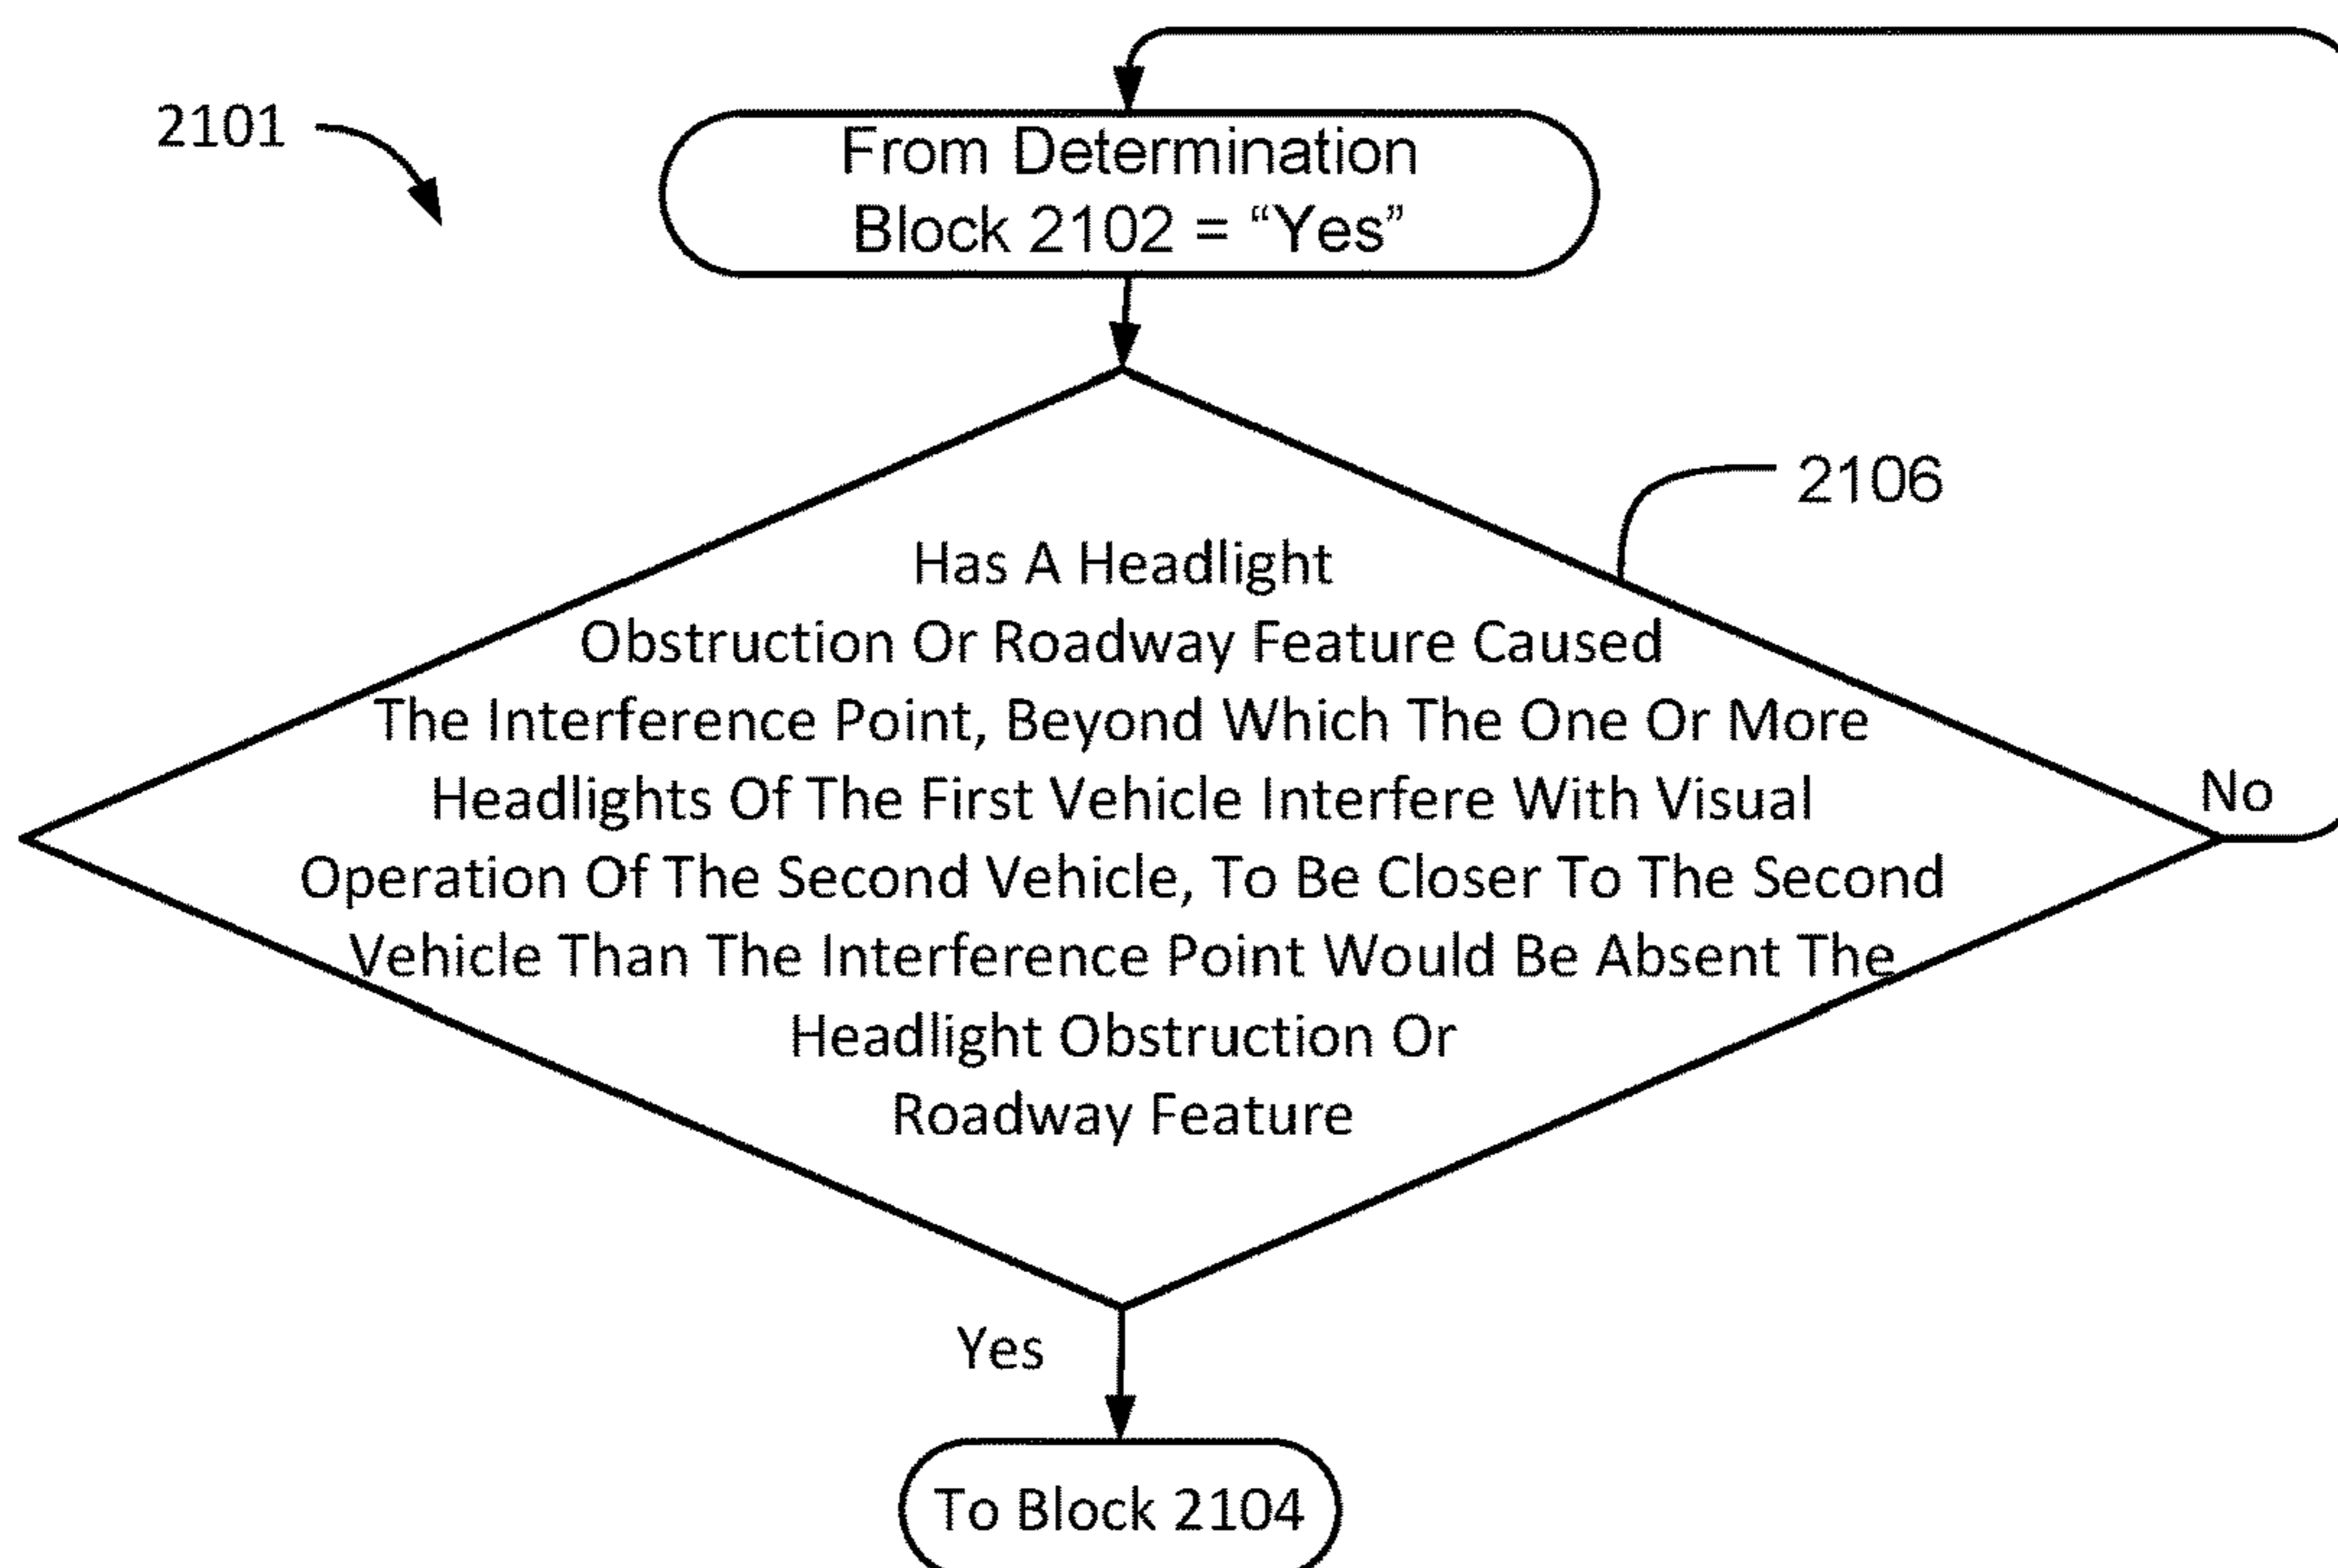 2101
From Determination
Block 2102 = “Yes”
2106
Has A Headlight
Obstruction Or Roadway Feature Caused
The Interference Point, Beyond Which The One Or More
Headlights Of The First Vehicle Interfere With Visual
Operation Of The Second Vehicle, To Be Closer To The Second
Vehicle Than The Interference Point Would Be Absent The
Headlight Obstruction Or
Roadway Feature
No
Yes
To Block 2104